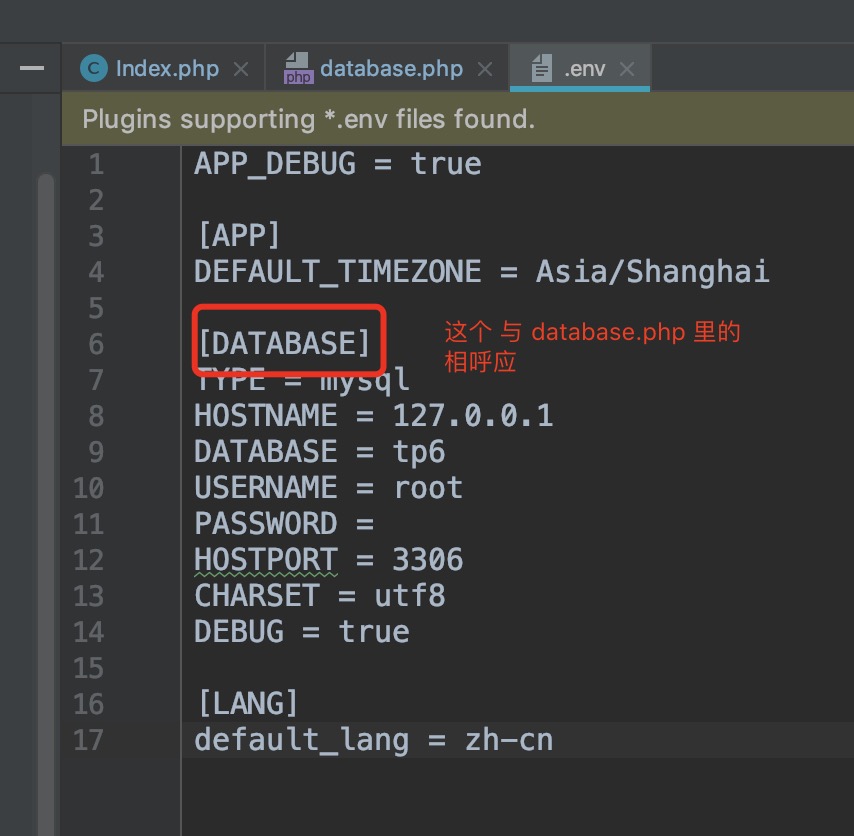 Index.php
database.php
.env
Plugins supporting *.env files found.
1 APP_DEBUG = true
2
3 [APP]
4 DEFAULT_TIMEZONE = Asia/Shanghai
5
6 [DATABASE]
这个 与 database.php 里的
相呼应
7 TYPE = mysql
8 HOSTNAME = 127.0.0.1
9 DATABASE = tp6
10 USERNAME = root
11 PASSWORD =
12 HOSTPORT = 3306
13 CHARSET = utf8
14 DEBUG = true
15
16 [LANG]
17 default_lang = zh-cn